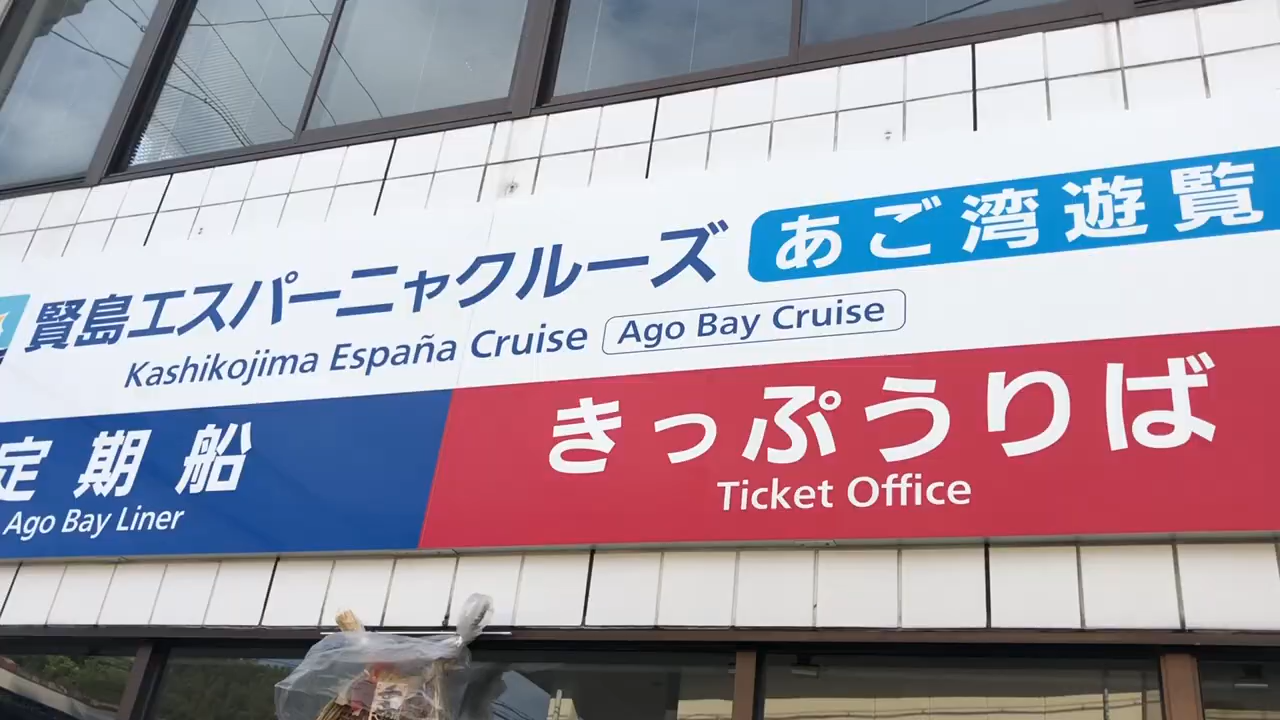 賢島エスパーニャクルーズ あご湾遊覧
Kashikojima España Cruise Ago Bay Cruise
定期船
Ago Bay Liner
きっぷうりば
Ticket Office